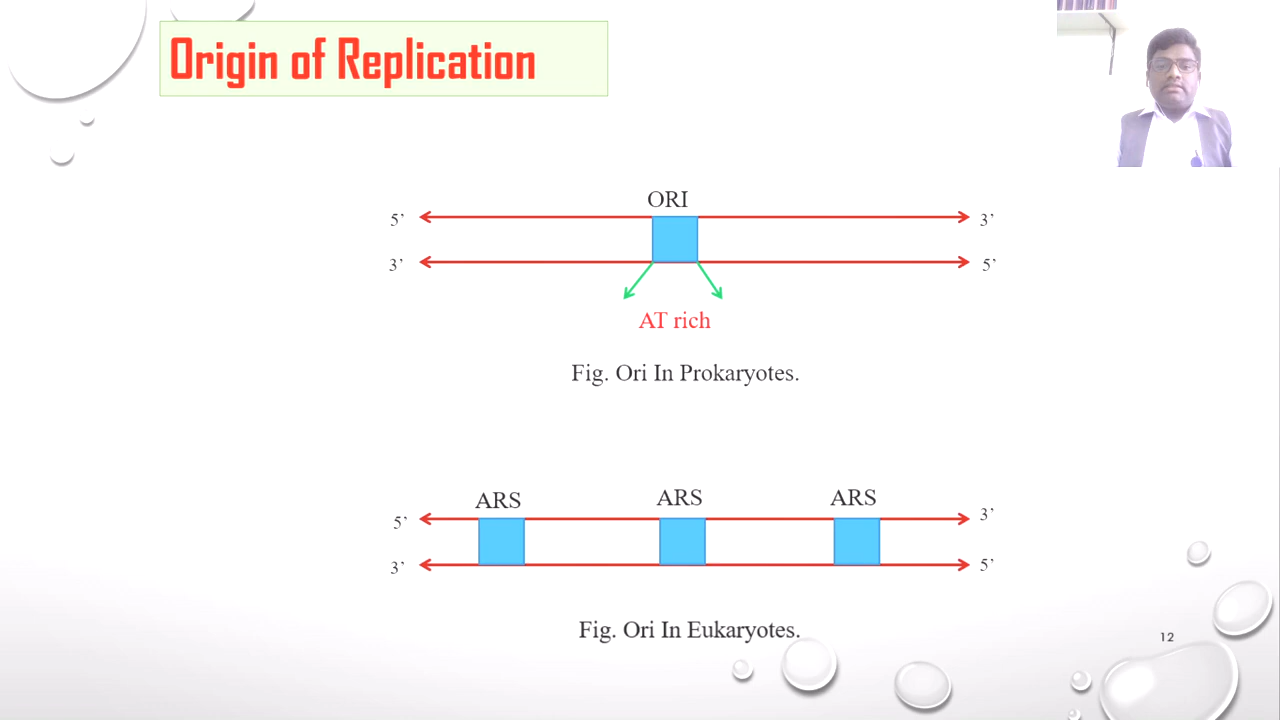 Origin of Replication
ORI
5’ 3’
3’ 5’
AT rich
Fig. Ori In Prokaryotes.
ARS ARS ARS
5’ 3’
3’ 5’
Fig. Ori In Eukaryotes.
12